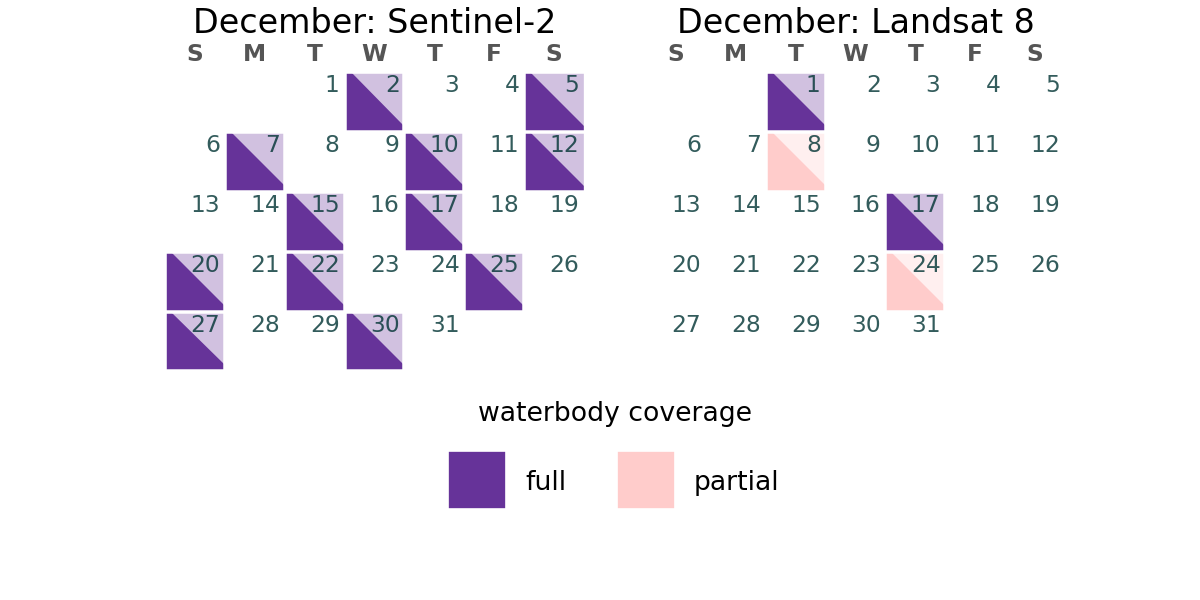 December: Sentinel-2
S M T W T F S
1 2 3 4 5
6 7 8 9 10 11 12
13 14 15 16 17 18 19
20 21 22 23 24 25 26
27 28 29 30 31
December: Landsat 8
S M T W T F S
1 2 3 4 5
6 7 8 9 10 11 12
13 14 15 16 17 18 19
20 21 22 23 24 25 26
27 28 29 30 31
waterbody coverage
full partial